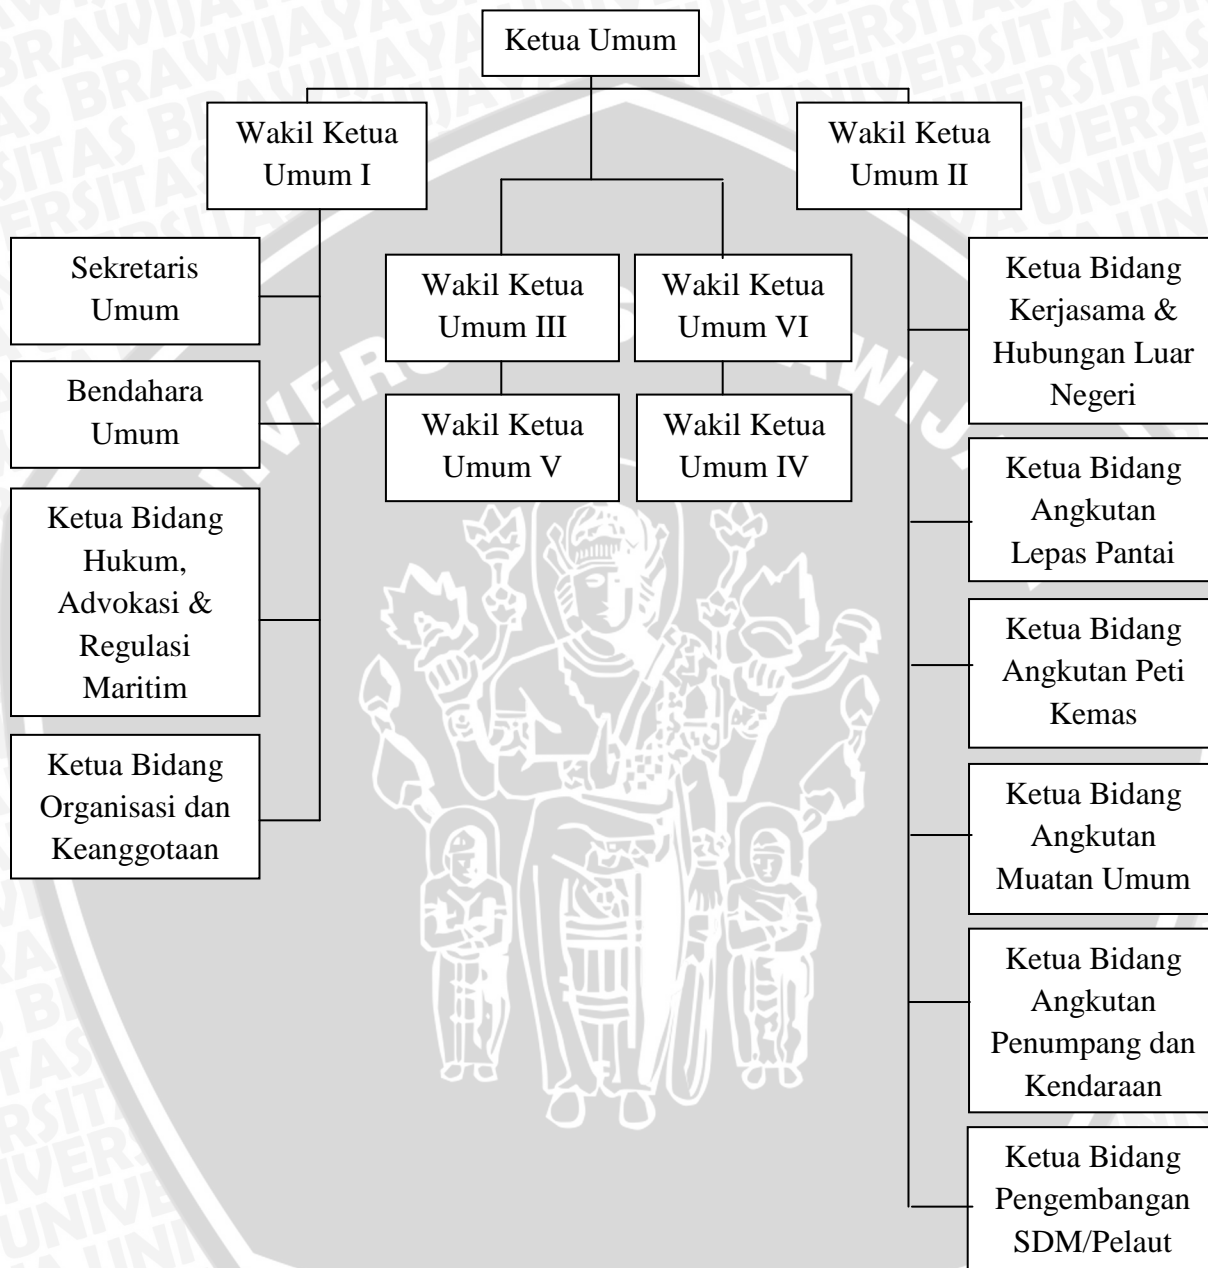 Ketua Umum
Wakil Ketua
Umum I
Wakil Ketua
Umum II
Sekretaris
Umum
Bendahara
Umum
Ketua Bidang
Hukum,
Advokasi &
Regulasi
Maritim
Ketua Bidang
Organisasi dan
Keanggotaan
Wakil Ketua
Umum III
Wakil Ketua
Umum VI
Wakil Ketua
Umum V
Wakil Ketua
Umum IV
Ketua Bidang
Kerjasama &
Hubungan Luar
Negeri
Ketua Bidang
Angkutan
Lepas Pantai
Ketua Bidang
Angkutan Peti
Kemas
Ketua Bidang
Angkutan
Muatan Umum
Ketua Bidang
Angkutan
Penumpang dan
Kendaraan
Ketua Bidang
Pengembangan
SDM/Pelaut